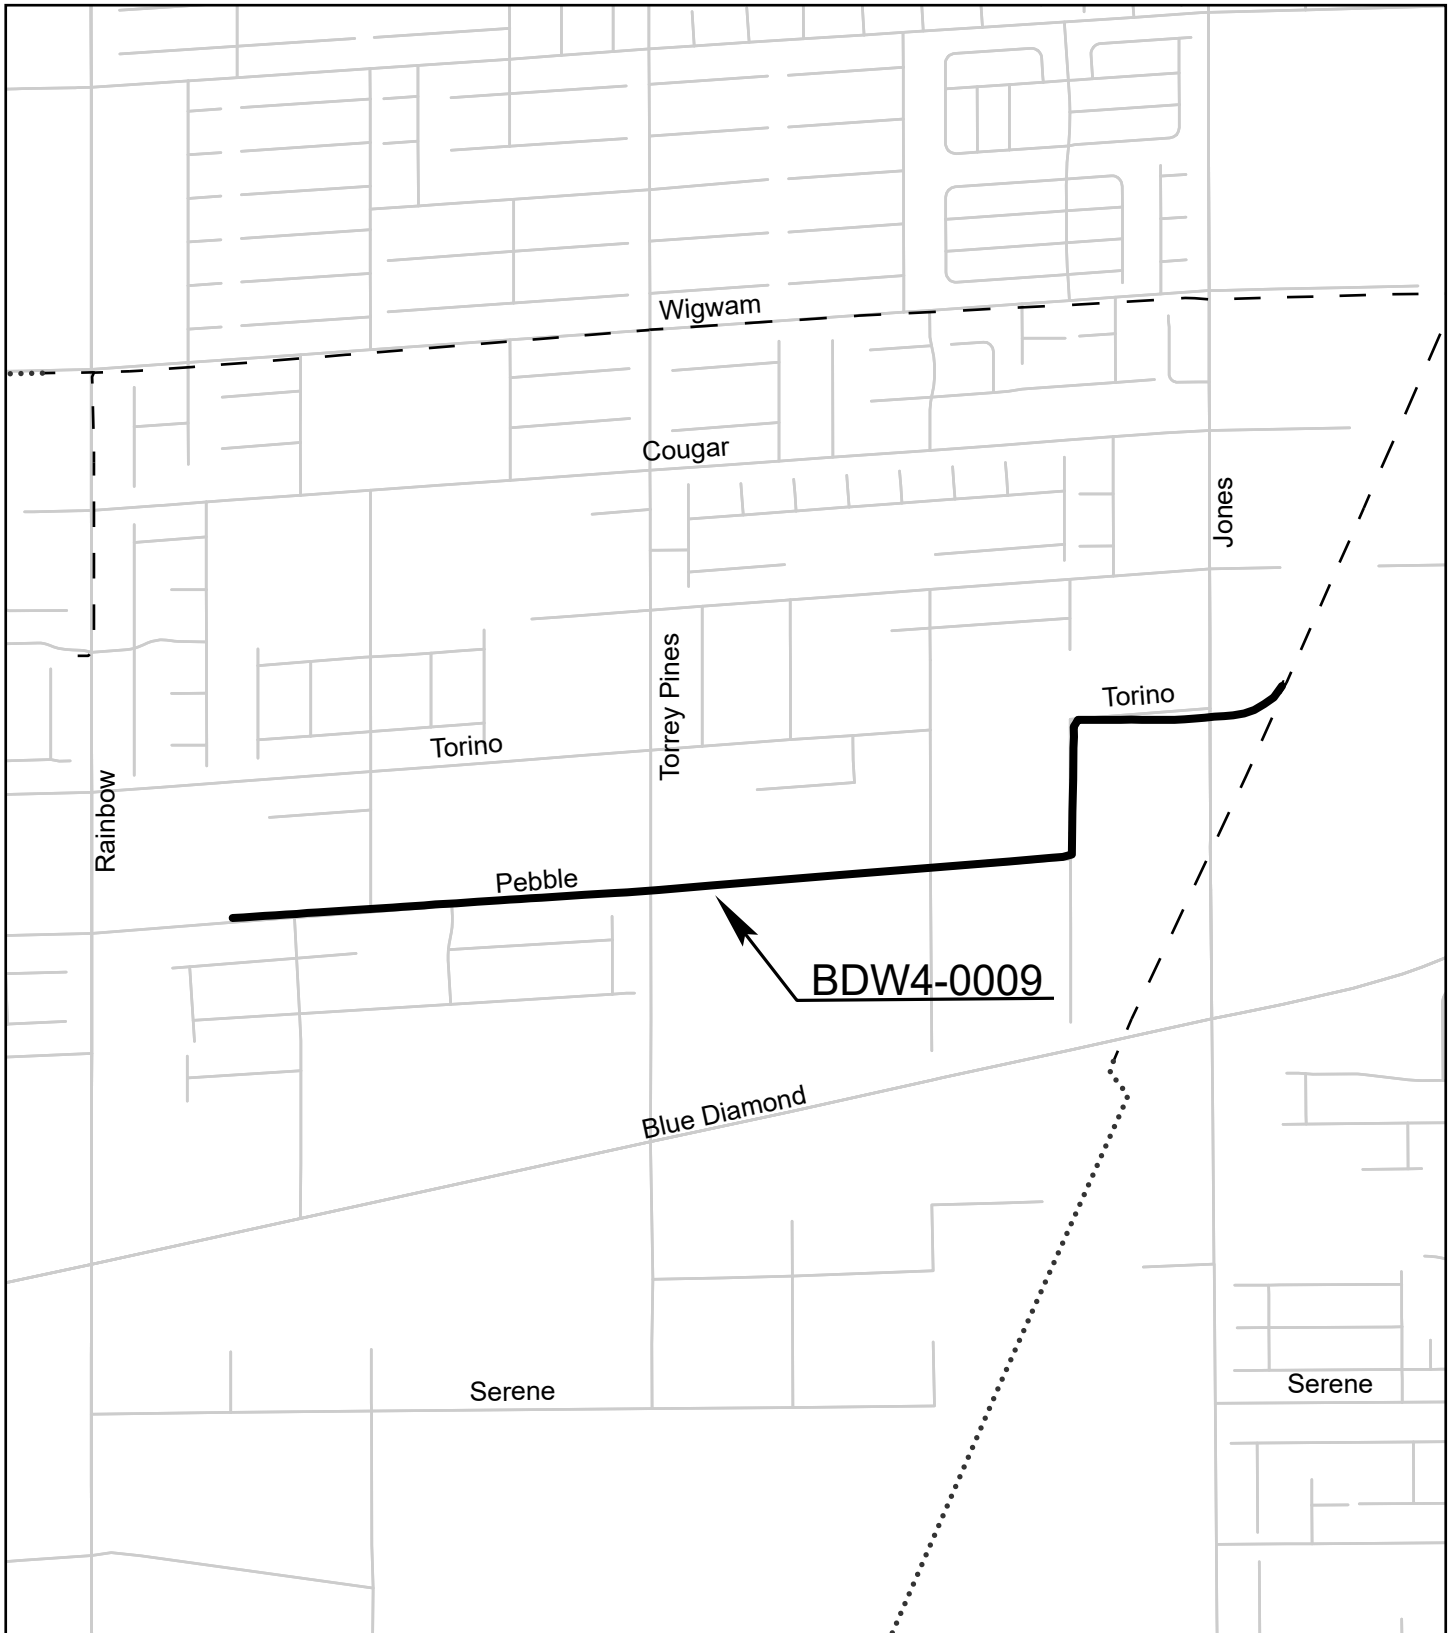 Wigwam
Cougar
Jones
Torrey Pines
Torino
Torino
Rainbow
Pebble
BDW4-0009
Blue Diamond
Serene
Serene